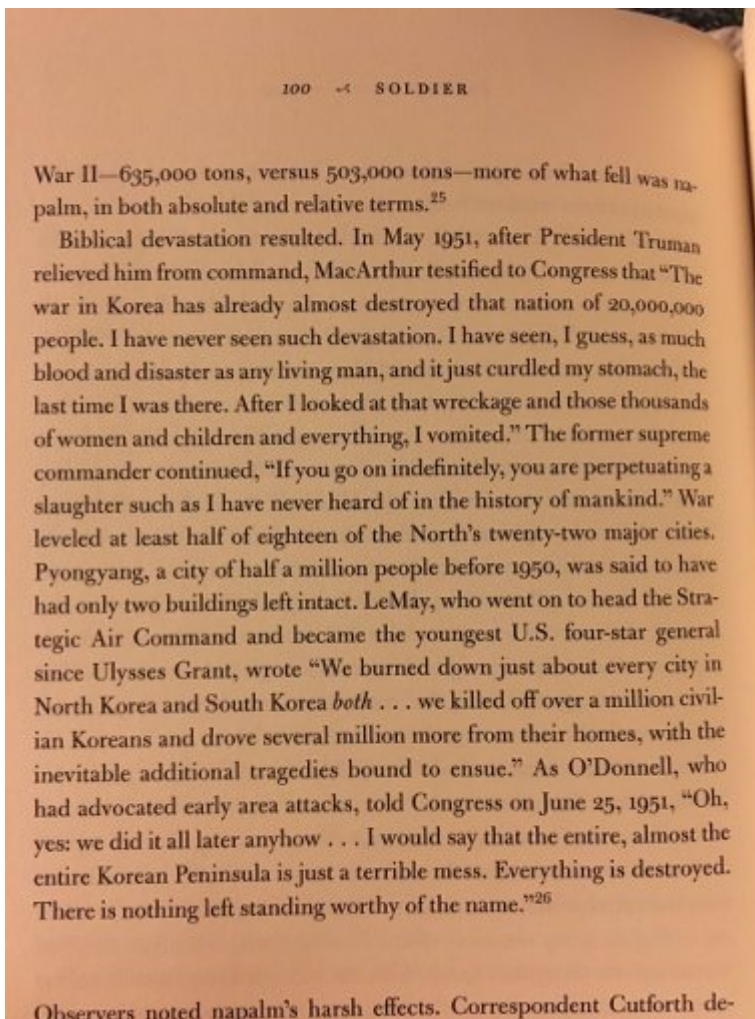 100 SOLDIER
War II—635,000 tons, versus 503,000 tons—more of what fell was na-
palm, in both absolute and relative terms.25
Biblical devastation resulted. In May 1951, after President Truman
relieved him from command, MacArthur testified to Congress that “The
war in Korea has already almost destroyed that nation of 20,000,000
people. I have never seen such devastation. I have seen, I guess, as much
blood and disaster as any living man, and it just curdled my stomach, the
last time I was there. After I looked at that wreckage and those thousands
of women and children and everything, I vomited.” The former supreme
commander continued, “If you go on indefinitely, you are perpetuating a
slaughter such as I have never heard of in the history of mankind.” War
leveled at least half of eighteen of the North’s twenty-two major cities.
Pyongyang, a city of half a million people before 1950, was said to have
had only two buildings left intact. LeMay, who went on to head the Stra-
tegic Air Command and became the youngest U.S. four-star general
since Ulysses Grant, wrote “We burned down just about every city in
North Korea and South Korea both . . . we killed off over a million civil-
ian Koreans and drove several million more from their homes, with the
inevitable additional tragedies bound to ensue.” As O’Donnell, who
had advocated early area attacks, told Congress on June 25, 1951, “Oh,
yes: we did it all later anyhow . . . I would say that the entire, almost the
entire Korean Peninsula is just a terrible mess. Everything is destroyed.
There is nothing left standing worthy of the name.”26
Observers noted napalm’s harsh effects. Correspondent Cutforth de-